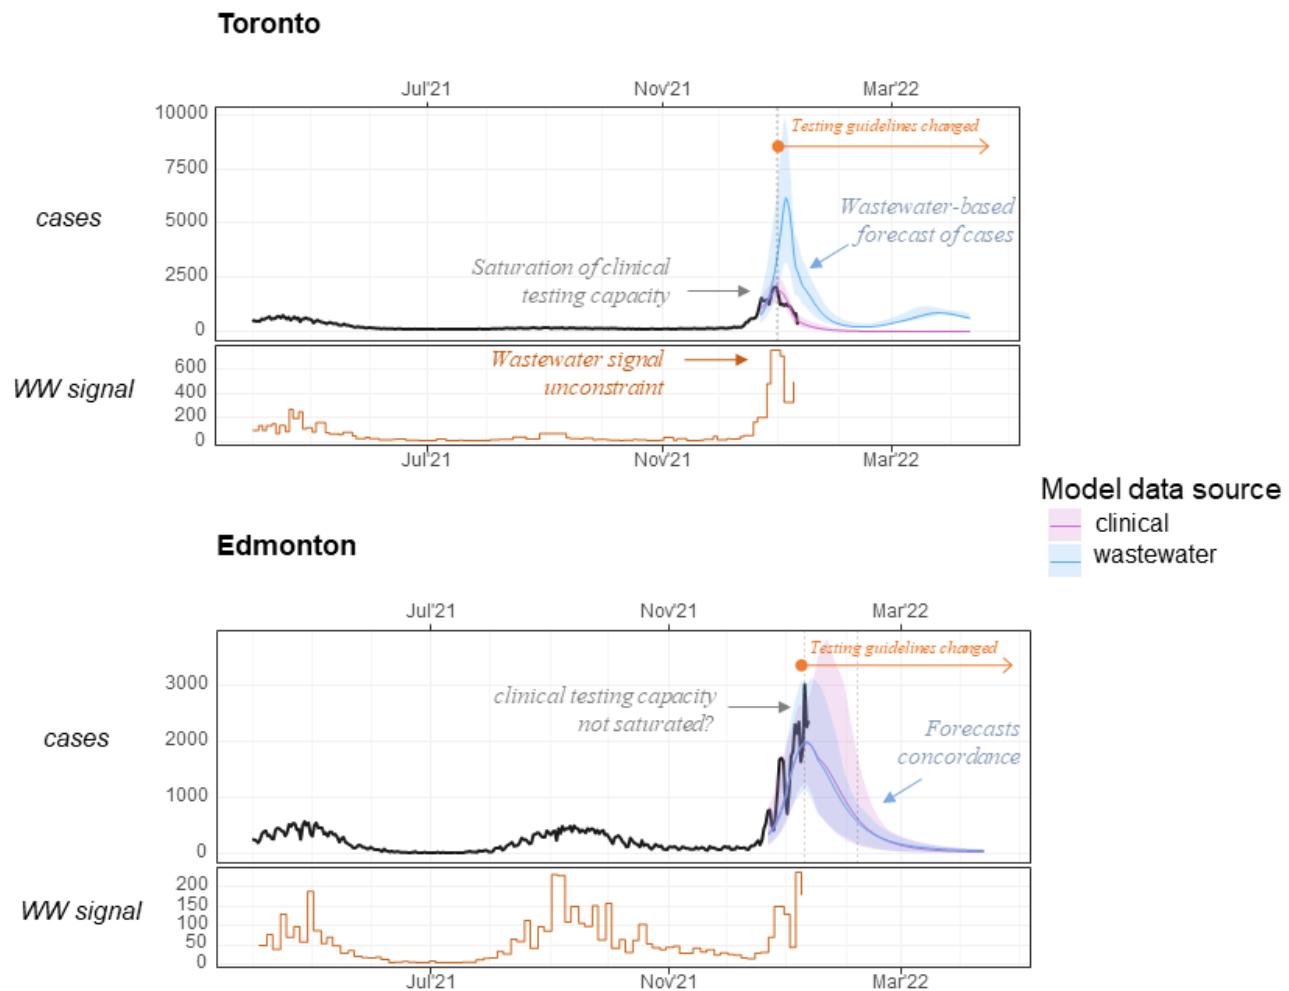 Toronto
Jul'21 Nov'21 Mar'22
10000
Testing guidelines changed
7500
Wastewater-based
forecast of cases
cases
5000
Saturation of clinical
testing capacity
2500
0
Wastewater signal
unconstraint
WW signal
600
400
200
0
Jul'21 Nov'21 Mar'22
Model data source
clinical
wastewater
Edmonton
Jul'21 Nov'21 Mar'22
Testing guidelines changed
3000
clinical testing capacity
not saturated?
cases
2000
Forecasts
concordance
1000
0
WW signal
200
150
100
50
0
Jul'21 Nov'21 Mar'22